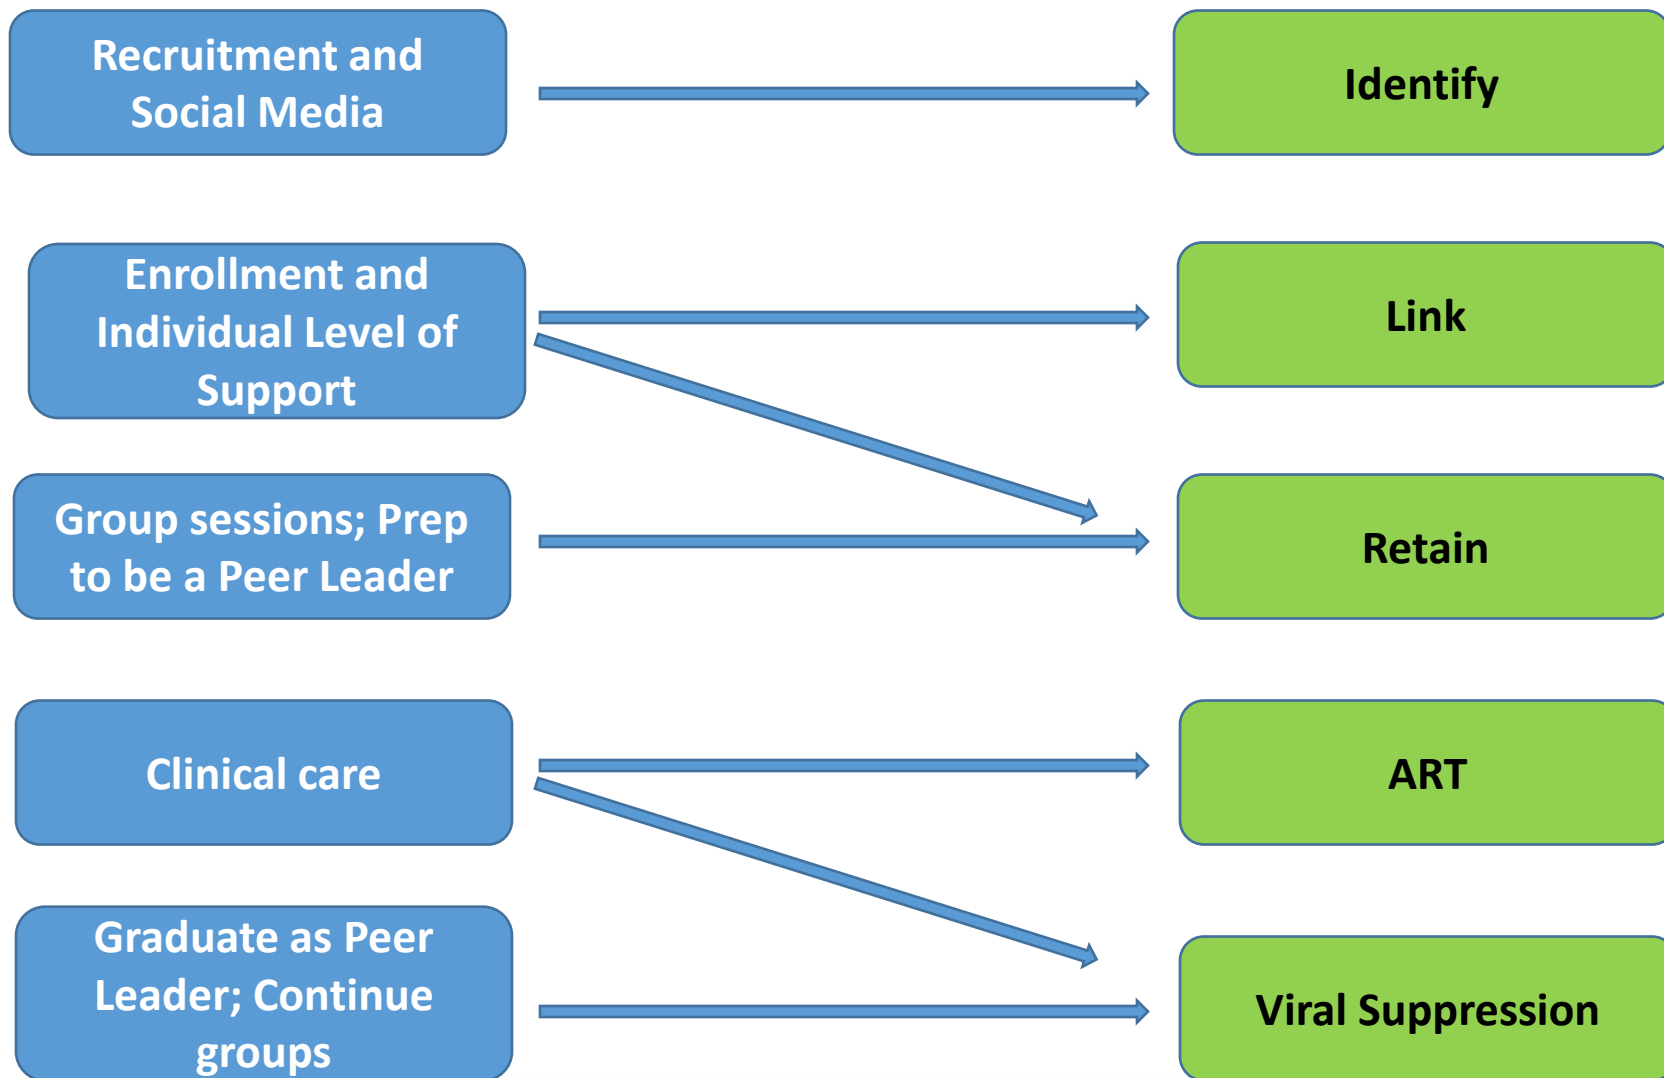 Recruitment and
Social Media
Identify
Enrollment and
Individual Level of
Support
Link
Group sessions; Prep
to be a Peer Leader
Retain
Clinical care
ART
Graduate as Peer
Leader; Continue
groups
Viral Suppression